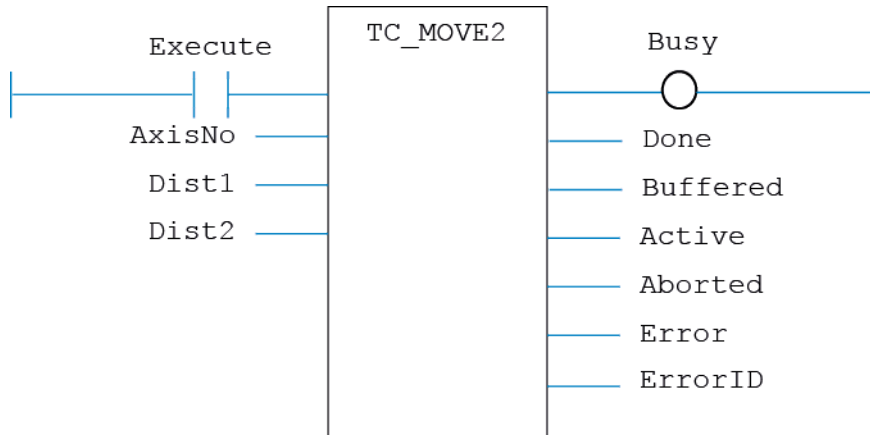 TC_MOVE2
Execute
Busy
AxisNo
Done
Dist1
Buffered
Dist2
Active
Aborted
Error
ErrorID